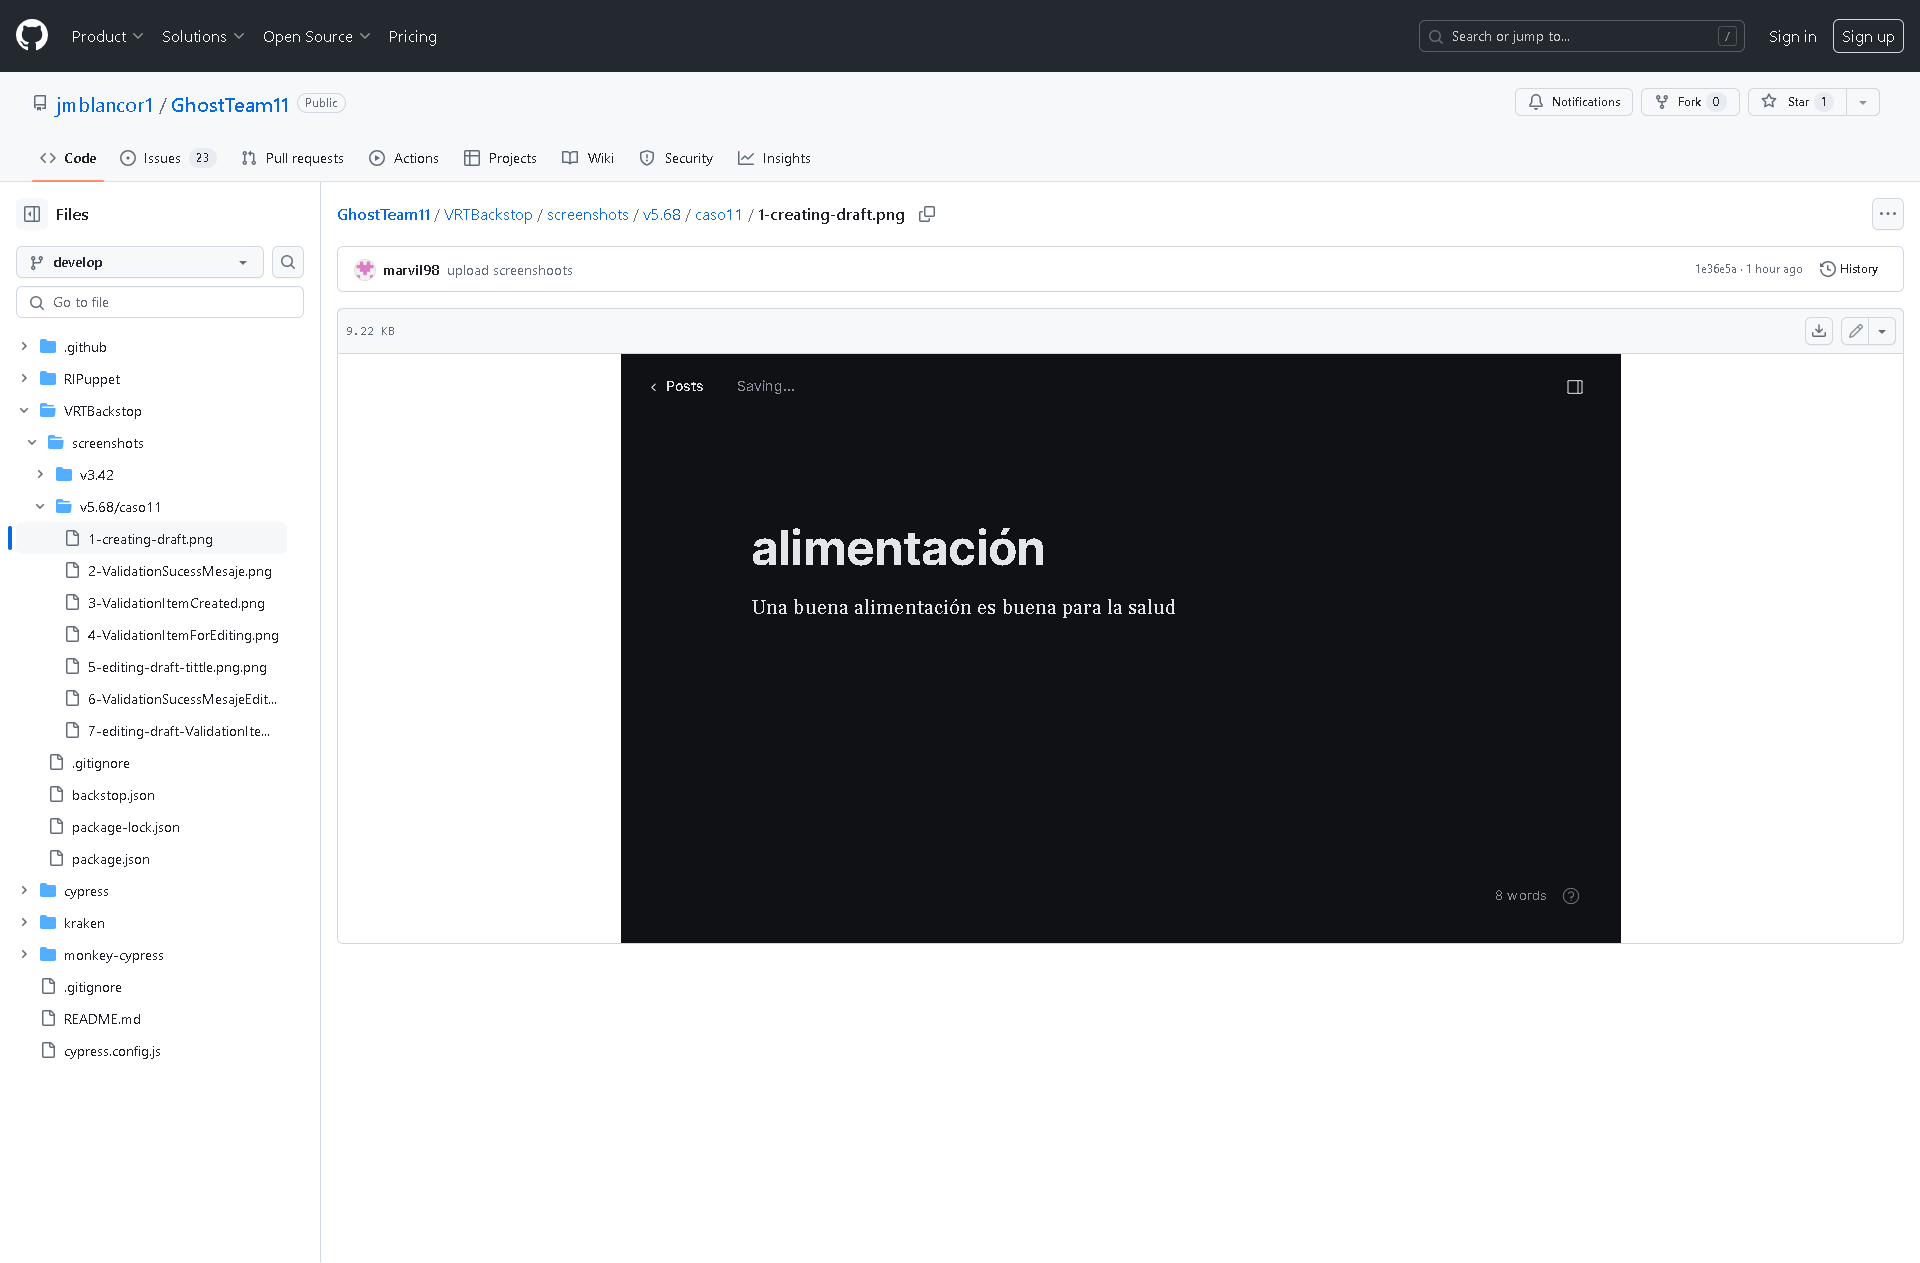 Product Solutions Open Source Pricing Search or jump to... / Sign in Sign up
jmblancor1 / GhostTeam11 Public Notifications Fork 0 Star 1
Code Issues 23 Pull requests Actions Projects Wiki Security Insights
Files
develop
Go to file
.github
RIPuppet
VRTBackstop
screenshots
v3.42
v5.68/caso11
1-creating-draft.png
2-ValidationSucessMesaje.png
3-ValidationItemCreated.png
4-ValidationItemForEditing.png
5-editing-draft-tittle.png.png
6-ValidationSucessMesajeEdit...
7-editing-draft-ValidationIte...
.gitignore
backstop.json
package-lock.json
package.json
cypress
kraken
monkey-cypress
.gitignore
README.md
cypress.config.js
GhostTeam11 / VRTBackstop / screenshots / v5.68 / caso11 / 1-creating-draft.png
marvil98 upload screenshoots 1e36e5a · 1 hour ago History
9.22 KB
Posts Saving...
alimentación
Una buena alimentación es buena para la salud
8 words ?